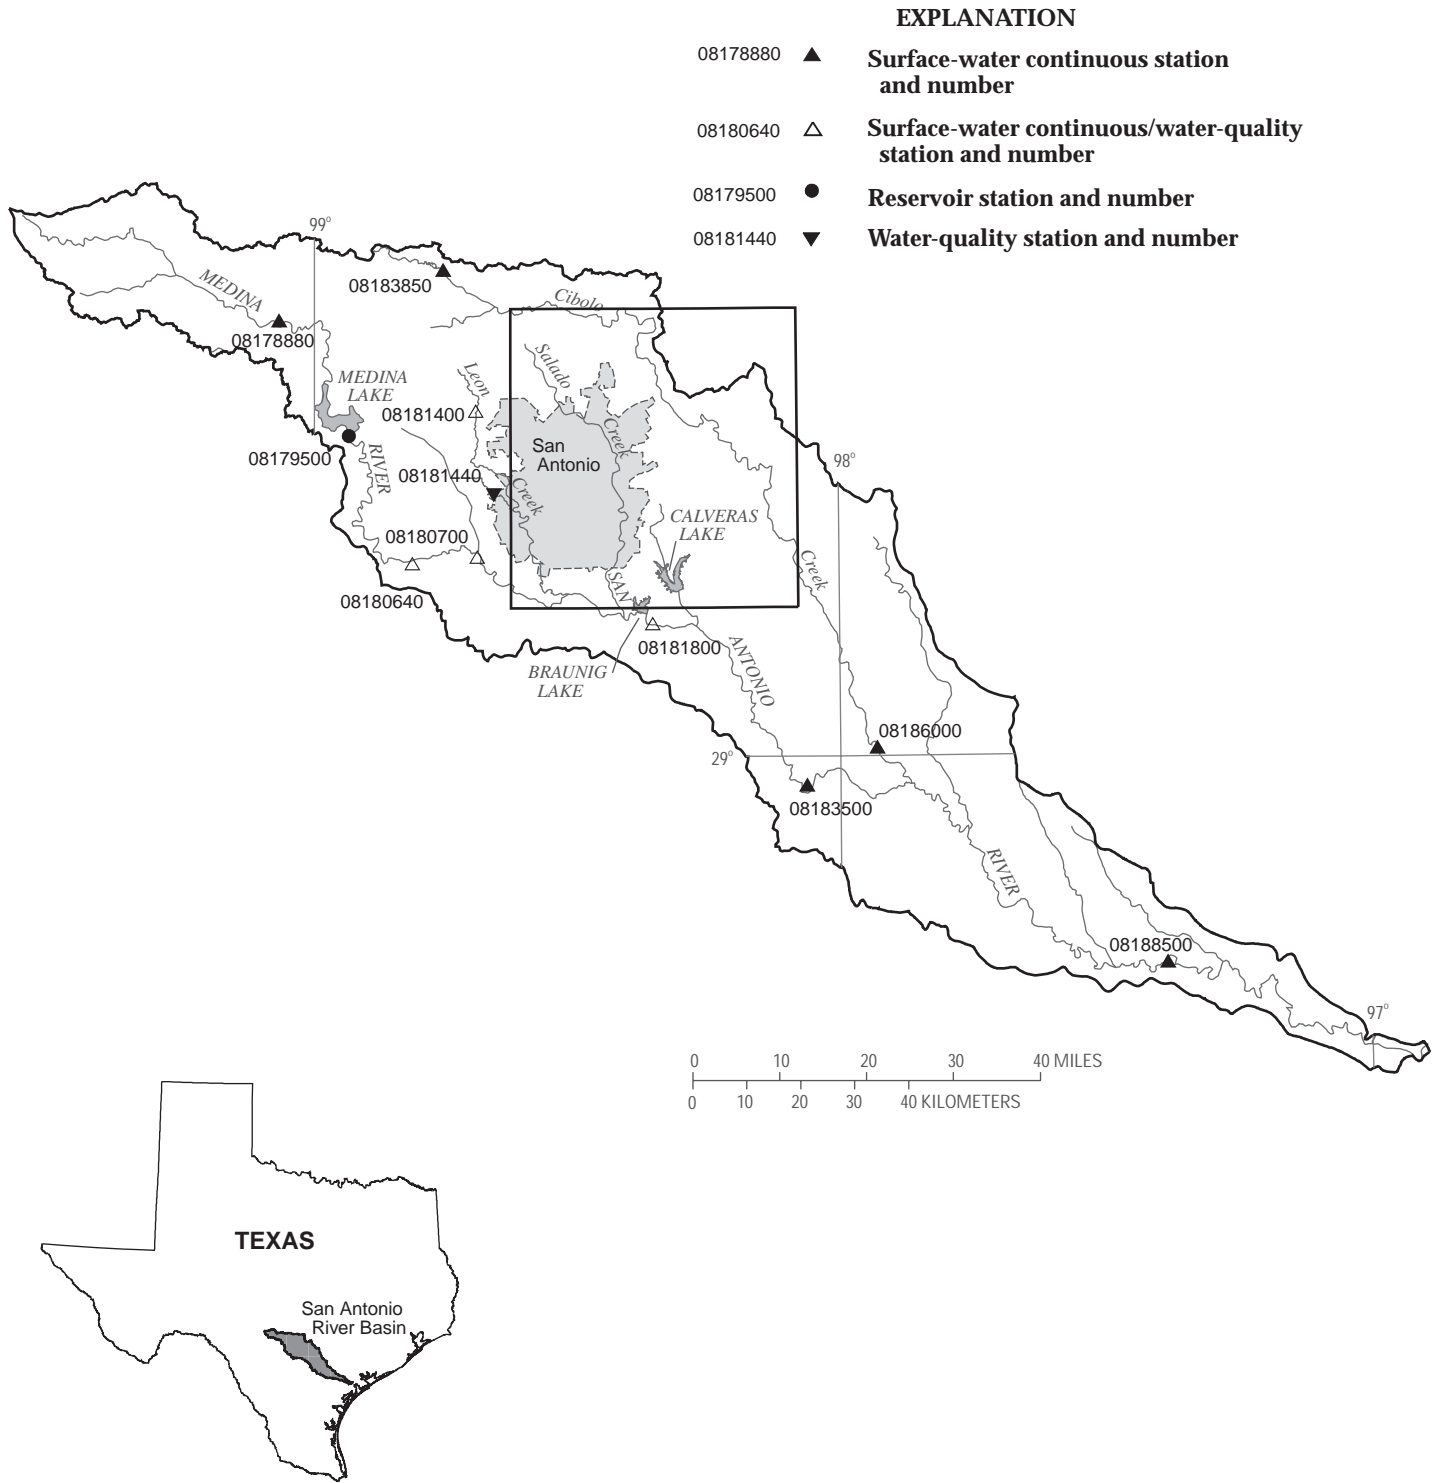 EXPLANATION
08178880
Surface-water continuous station
and number
08180640
Surface-water continuous/water-quality
station and number
08179500
Reservoir station and number
08181440
Water-quality station and number
99°
MEDINA
08183850
Cibolo
08178880
Salado
Leon
MEDINA
LAKE
08181400
Creek
San
Antonio
RIVER
08179500
98°
08181440
Creek
CALVERAS
LAKE
08180700
Creek
SAN
08180640
08181800
ANTONIO
BRAUNIG
LAKE
08186000
29°
08183500
RIVER
08188500
97°
0 10 20 30 40 MILES
0 10 20 30 40 KILOMETERS
TEXAS
San Antonio
River Basin